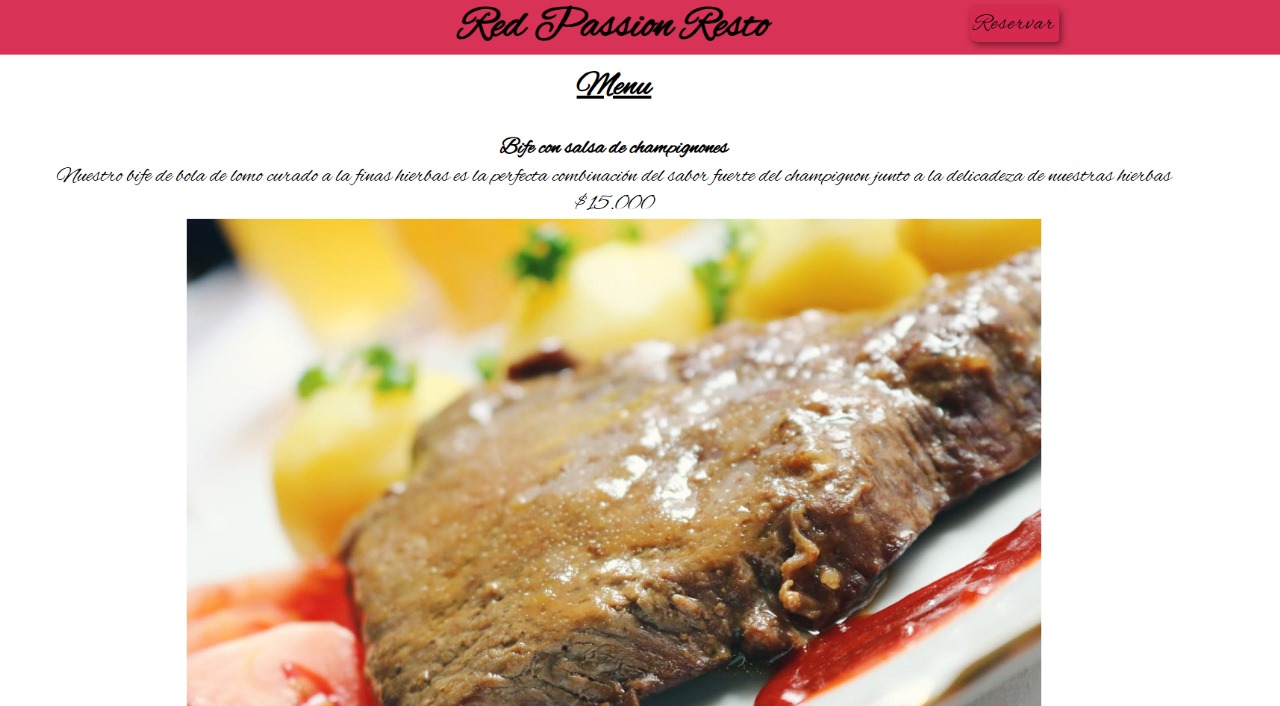 Red Passion Resto
Reservar
Menu
Bife con salsa de champignones
Nuestro bife de bola de lomo curado a la finas hierbas es la perfecta combinación del sabor fuerte del champignon junto a la delicadeza de nuestras hierbas
$15.000